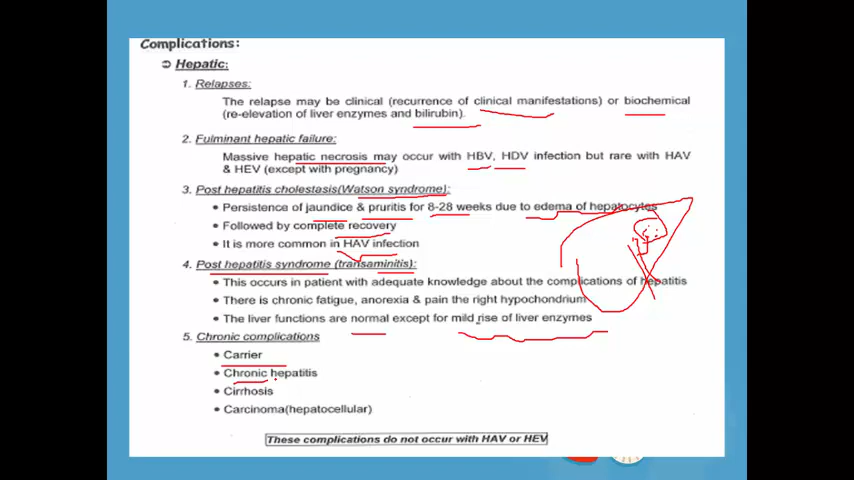 Complications:
➲ Hepatic:
1. Relapses:
The relapse may be clinical (recurrence of clinical manifestations) or biochemical
(re-elevation of liver enzymes and bilirubin).
2. Fulminant hepatic failure:
Massive hepatic necrosis may occur with HBV, HDV infection but rare with HAV
& HEV (except with pregnancy)
3. Post hepatitis cholestasis(Watson syndrome):
• Persistence of jaundice & pruritis for 8-28 weeks due to edema of hepatocytes
• Followed by complete recovery
• It is more common in HAV infection
4. Post hepatitis syndrome (transaminitis):
• This occurs in patient with adequate knowledge about the complications of hepatitis
• There is chronic fatigue, anorexia & pain the right hypochondrium
• The liver functions are normal except for mild rise of liver enzymes
5. Chronic complications
• Carrier
• Chronic hepatitis
• Cirrhosis
• Carcinoma(hepatocellular)
These complications do not occur with HAV or HEV